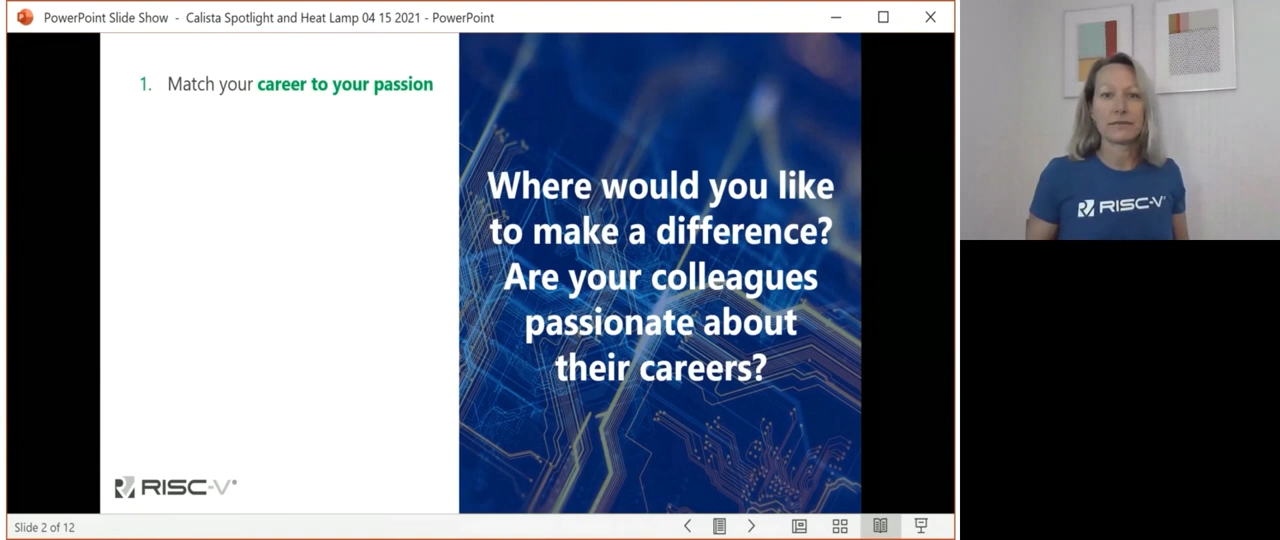 PowerPoint Slide Show - Calista Spotlight and Heat Lamp 04 15 2021 - PowerPoint
1. Match your career to your passion
Where would you like
to make a difference?
Are your colleagues
passionate about
their careers?
RISC-V®
RISC-V®
Slide 2 of 12